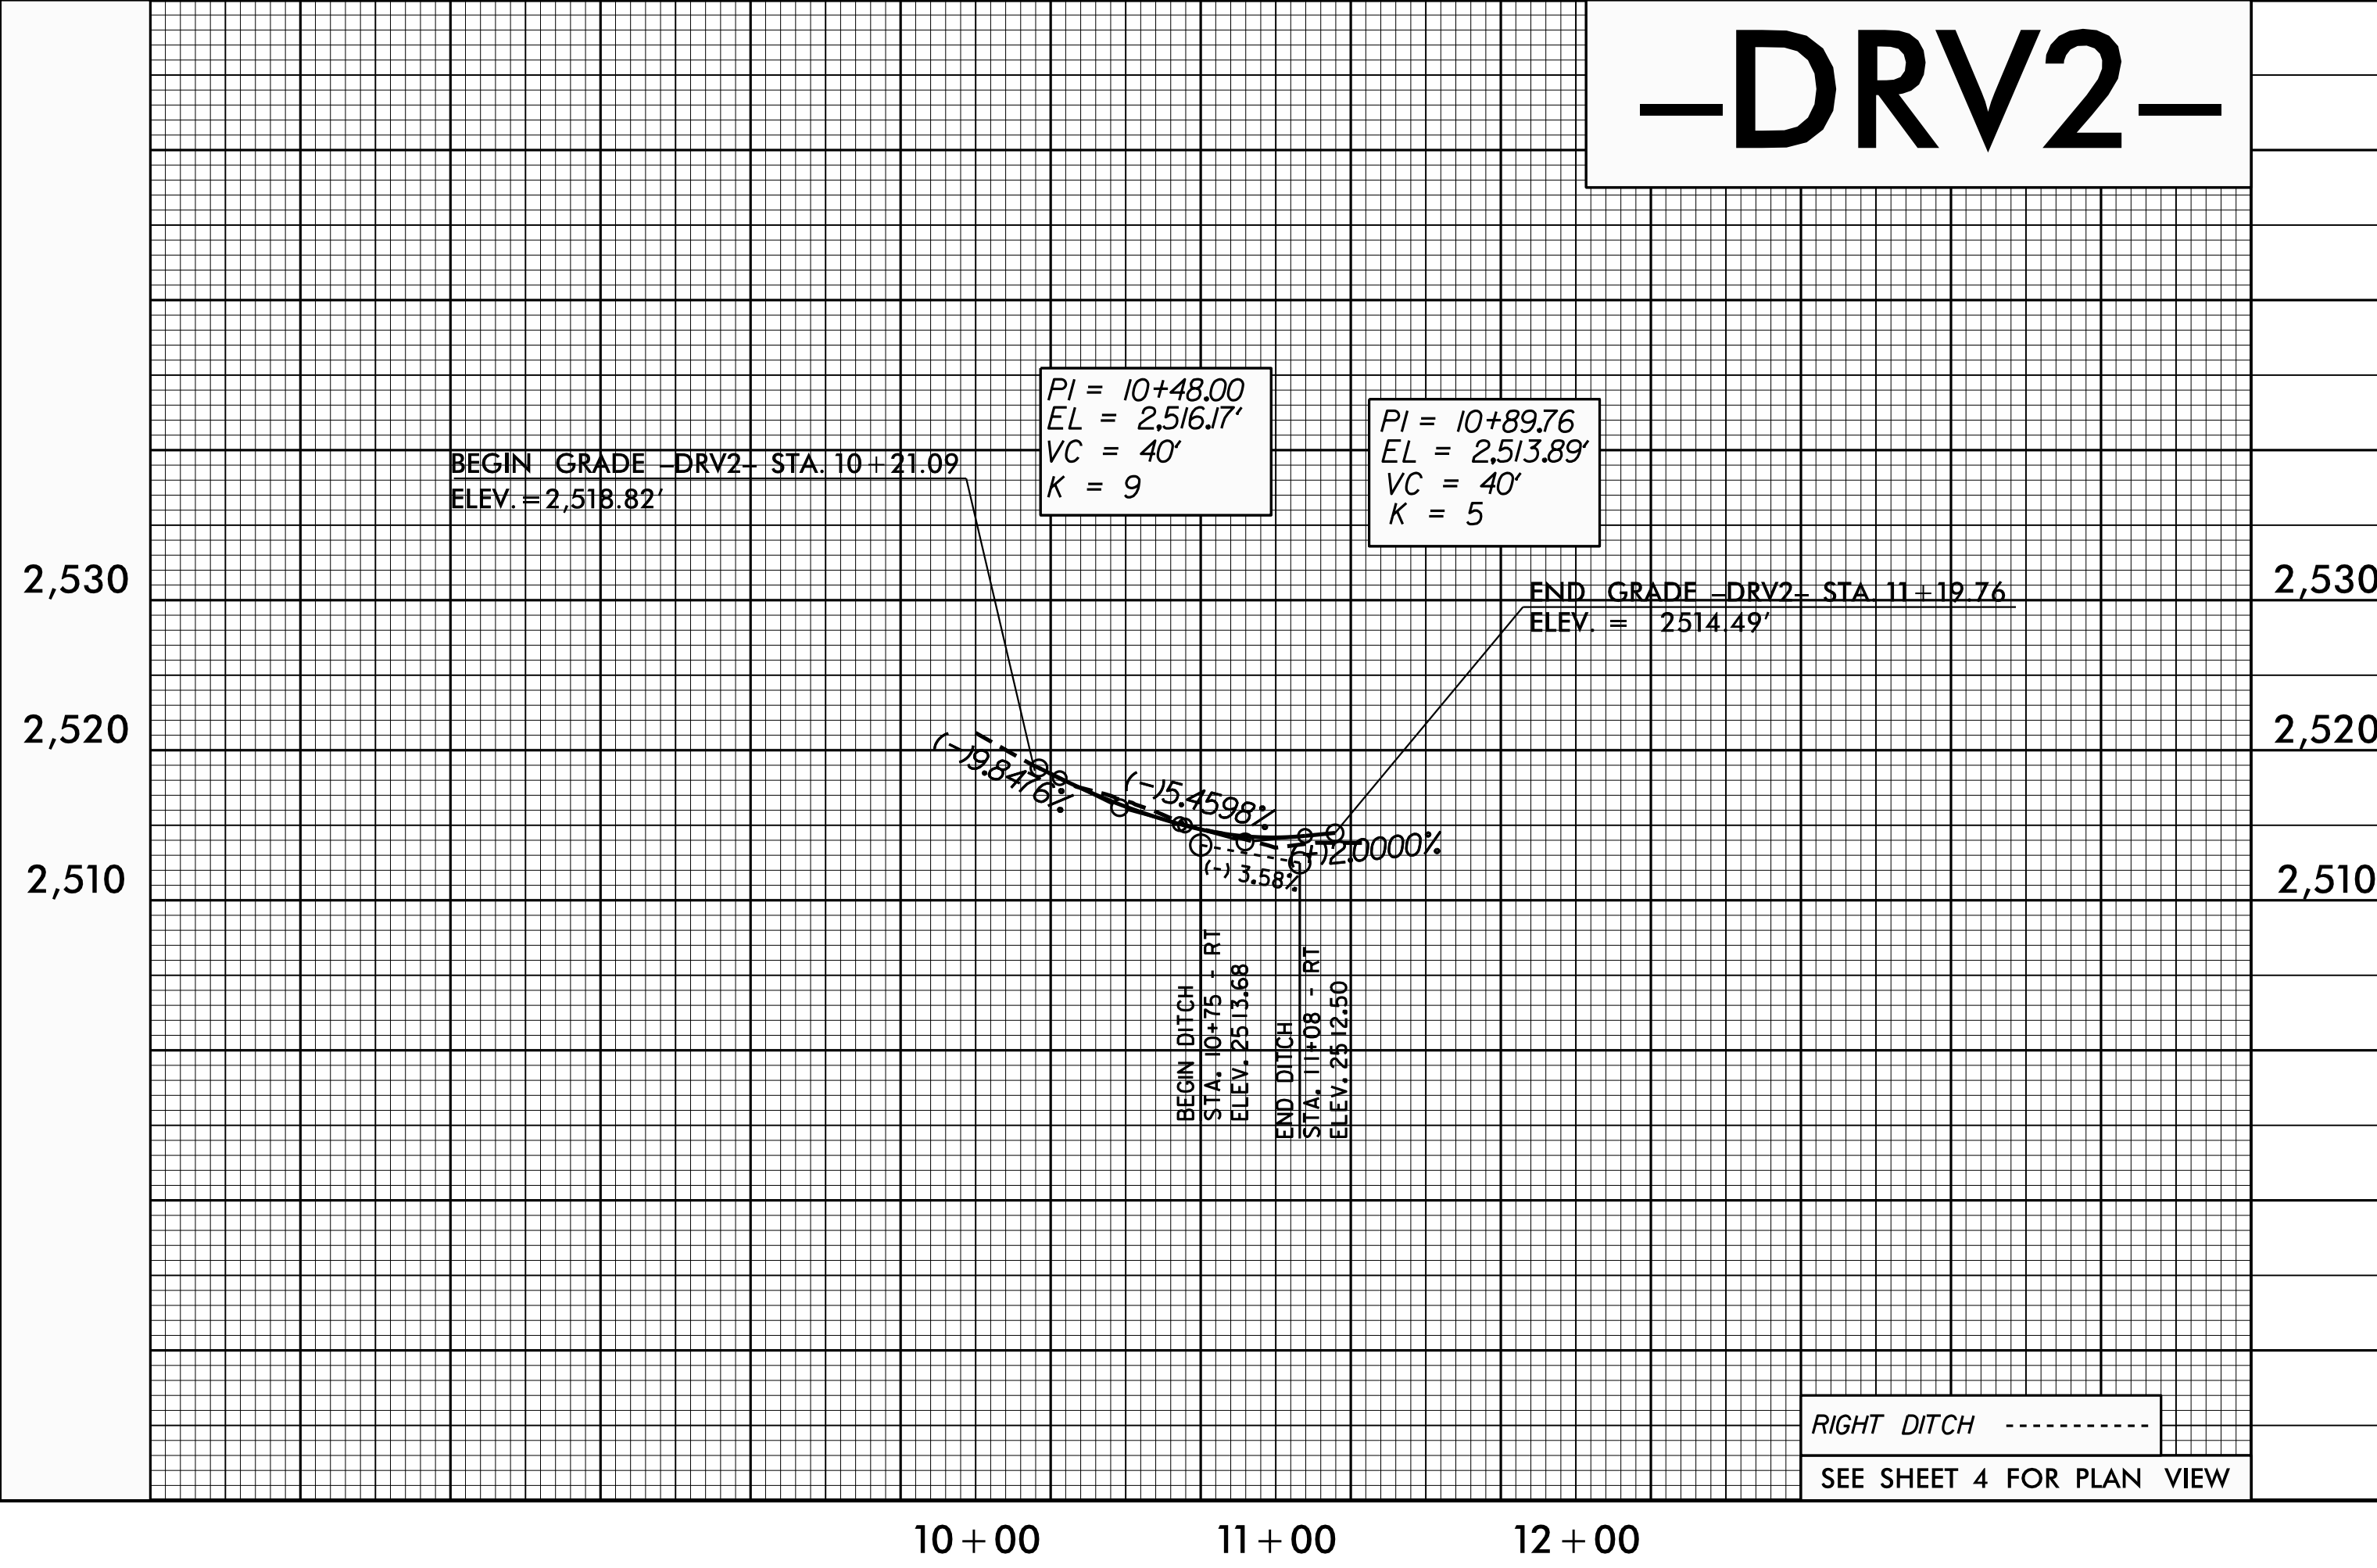 –DRV2–
PI = 10+48.00
EL = 2,516.17'
VC = 40'
K = 9
PI = 10+89.76
EL = 2,513.89'
VC = 40'
K = 5
BEGIN GRADE –DRV2– STA. 10+21.09
ELEV. = 2,518.82'
END GRADE –DRV2– STA. 11+19.76
ELEV. = 2514.49'
2,530
2,530
2,520
2,520
2,510
2,510
(-)9.8476%
(-)5.4598%
(+)2.0000%
(-) 3.58%
BEGIN DITCH
STA. 10+75 - RT
ELEV. 2513.68
END DITCH
STA. 11+08 - RT
ELEV. 2512.50
RIGHT DITCH
SEE SHEET 4 FOR PLAN VIEW
10+00 11+00 12+00